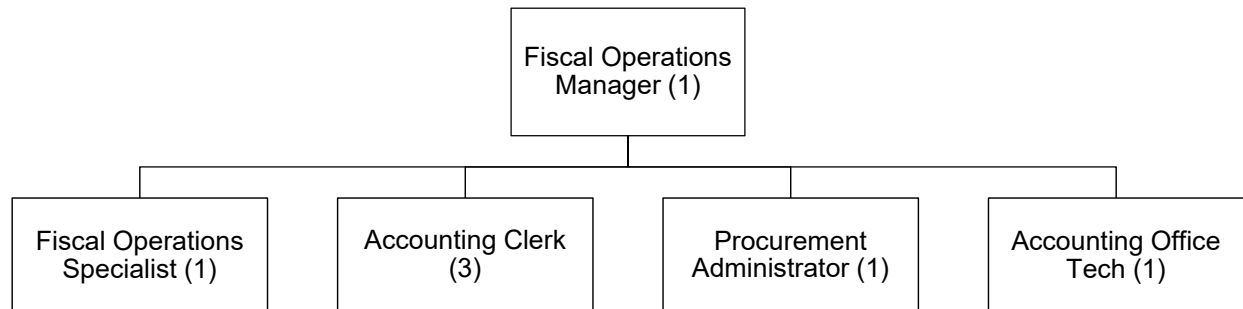 Fiscal Operations
Manager (1)
Fiscal Operations
Specialist (1)
Accounting Clerk
(3)
Procurement
Administrator (1)
Accounting Office
Tech (1)